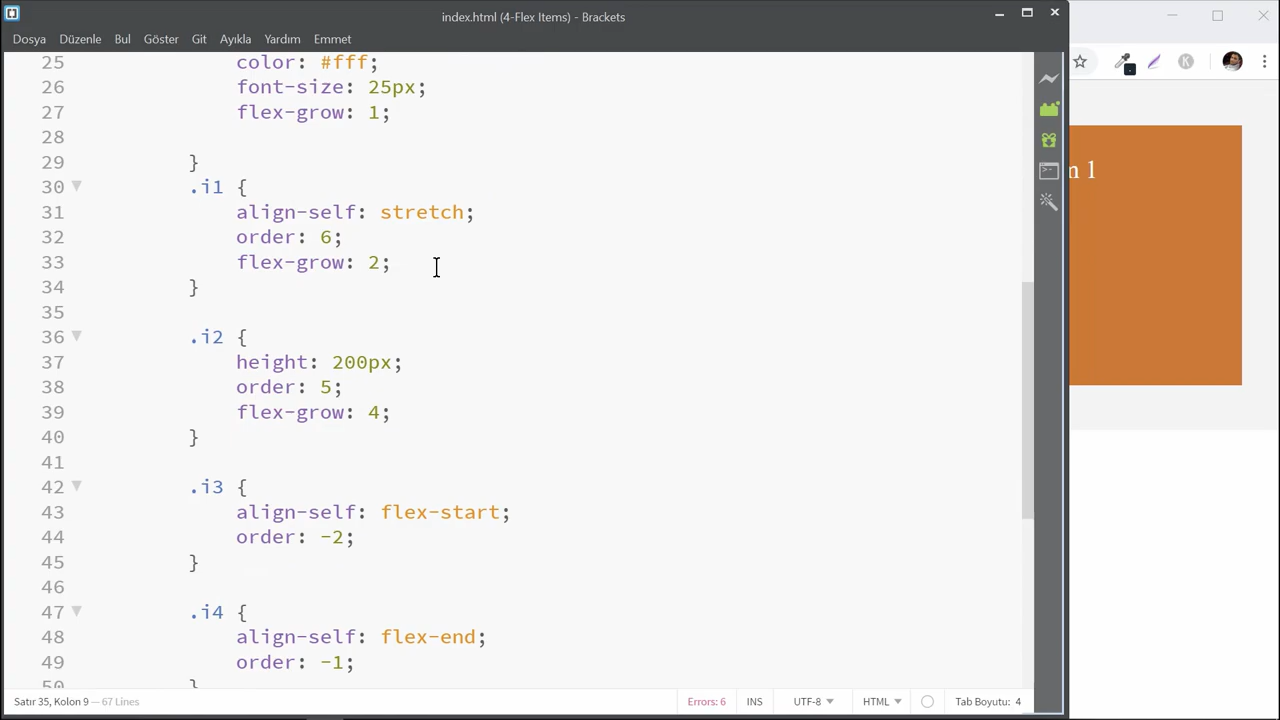 index.html (4-Flex Items) - Brackets
Dosya Düzenle Bul Göster Git Ayıkla Yardım Emmet
25 color: #fff;
26 font-size: 25px;
27 flex-grow: 1;
28
29 }
30 .i1 {
31 align-self: stretch;
32 order: 6;
33 flex-grow: 2;
34 }
35
36 .i2 {
37 height: 200px;
38 order: 5;
39 flex-grow: 4;
40 }
41
42 .i3 {
43 align-self: flex-start;
44 order: -2;
45 }
46
47 .i4 {
48 align-self: flex-end;
49 order: -1;
50 }
m 1
Satır 35, Kolon 9 — 67 Lines Errors: 6 INS UTF-8 HTML Tab Boyutu: 4